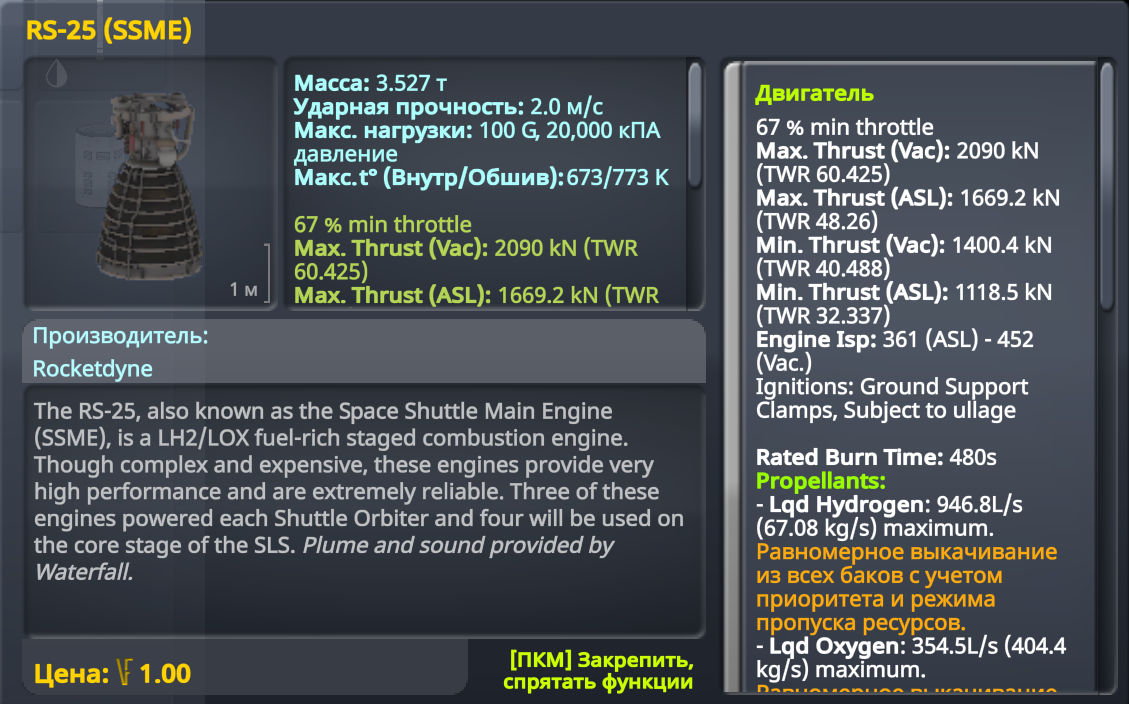 RS-25 (SSME)
1 м
Масса: 3.527 т
Ударная прочность: 2.0 м/с
Макс. нагрузки: 100 G, 20,000 кПА
давление
Макс.t° (Внутр/Обшив):673/773 K
67 % min throttle
Max. Thrust (Vac): 2090 kN (TWR
60.425)
Max. Thrust (ASL): 1669.2 kN (TWR
Производитель:
Rocketdyne
The RS-25, also known as the Space Shuttle Main Engine
(SSME), is a LH2/LOX fuel-rich staged combustion engine.
Though complex and expensive, these engines provide very
high performance and are extremely reliable. Three of these
engines powered each Shuttle Orbiter and four will be used on
the core stage of the SLS. Plume and sound provided by
Waterfall.
Цена: 1.00
[ПКМ] Закрепить,
спрятать функции
Двигатель
67 % min throttle
Max. Thrust (Vac): 2090 kN
(TWR 60.425)
Max. Thrust (ASL): 1669.2 kN
(TWR 48.26)
Min. Thrust (Vac): 1400.4 kN
(TWR 40.488)
Min. Thrust (ASL): 1118.5 kN
(TWR 32.337)
Engine Isp: 361 (ASL) - 452
(Vac.)
Ignitions: Ground Support
Clamps, Subject to ullage
Rated Burn Time: 480s
Propellants:
- Lqd Hydrogen: 946.8L/s
(67.08 kg/s) maximum.
Равномерное выкачивание
из всех баков с учетом
приоритета и режима
пропуска ресурсов.
- Lqd Oxygen: 354.5L/s (404.4
kg/s) maximum.
Равномерное выкачивание